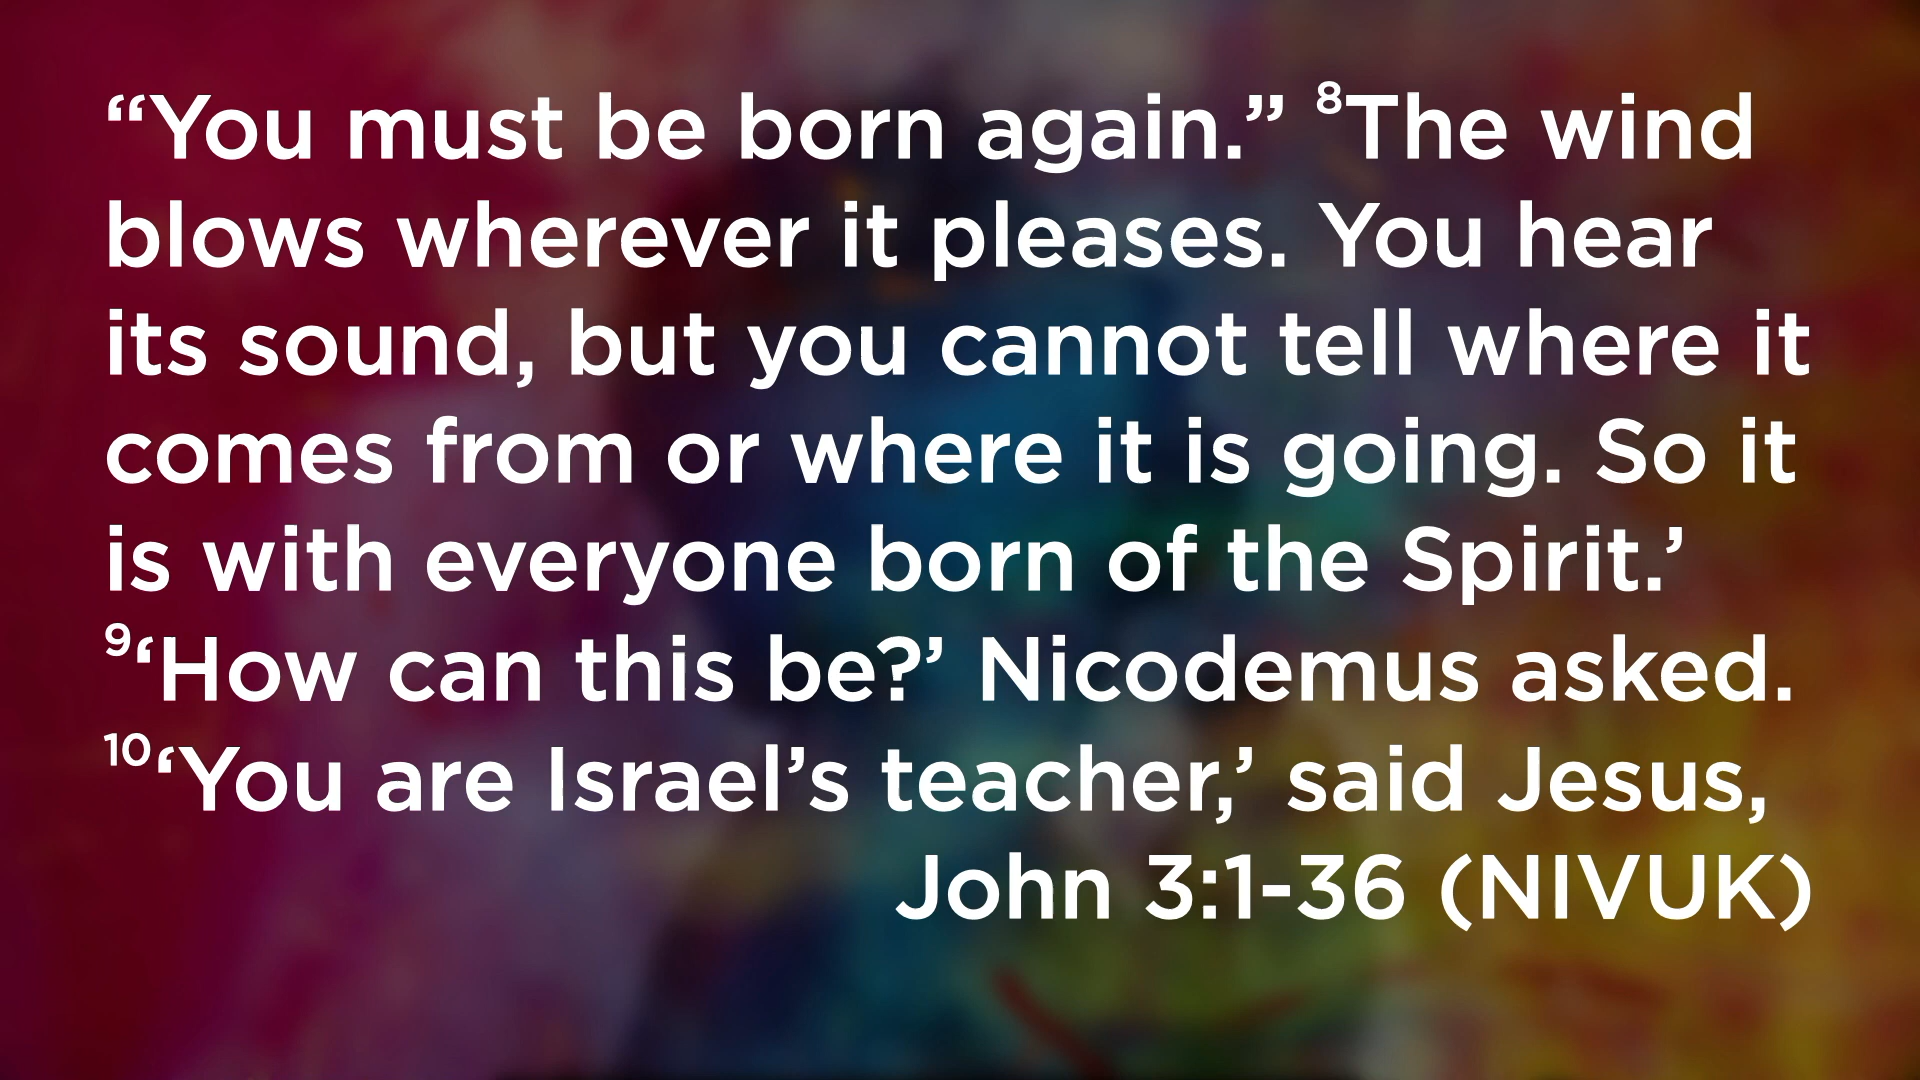 “You must be born again.” ⁸The wind
blows wherever it pleases. You hear
its sound, but you cannot tell where it
comes from or where it is going. So it
is with everyone born of the Spirit.’
⁹‘How can this be?’ Nicodemus asked.
¹⁰‘You are Israel’s teacher,’ said Jesus,
John 3:1-36 (NIVUK)